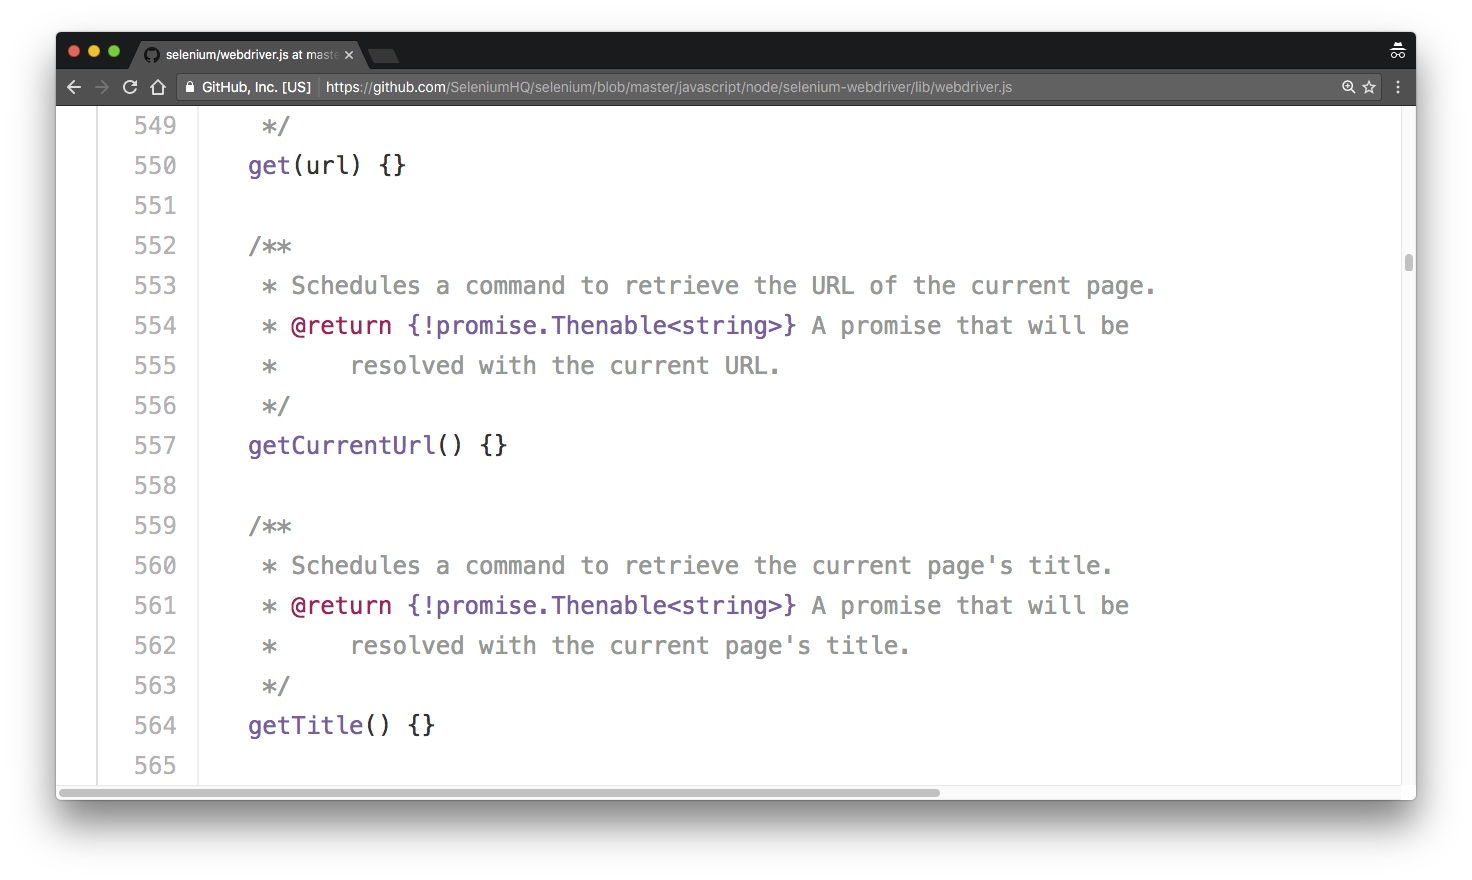 selenium/webdriver.js at maste
GitHub, Inc. [US] https://github.com/SeleniumHQ/selenium/blob/master/javascript/node/selenium-webdriver/lib/webdriver.js
549 */
550 get(url) {}
551
552 /**
553 * Schedules a command to retrieve the URL of the current page.
554 * @return {!promise.Thenable<string>} A promise that will be
555 * resolved with the current URL.
556 */
557 getCurrentUrl() {}
558
559 /**
560 * Schedules a command to retrieve the current page's title.
561 * @return {!promise.Thenable<string>} A promise that will be
562 * resolved with the current page's title.
563 */
564 getTitle() {}
565